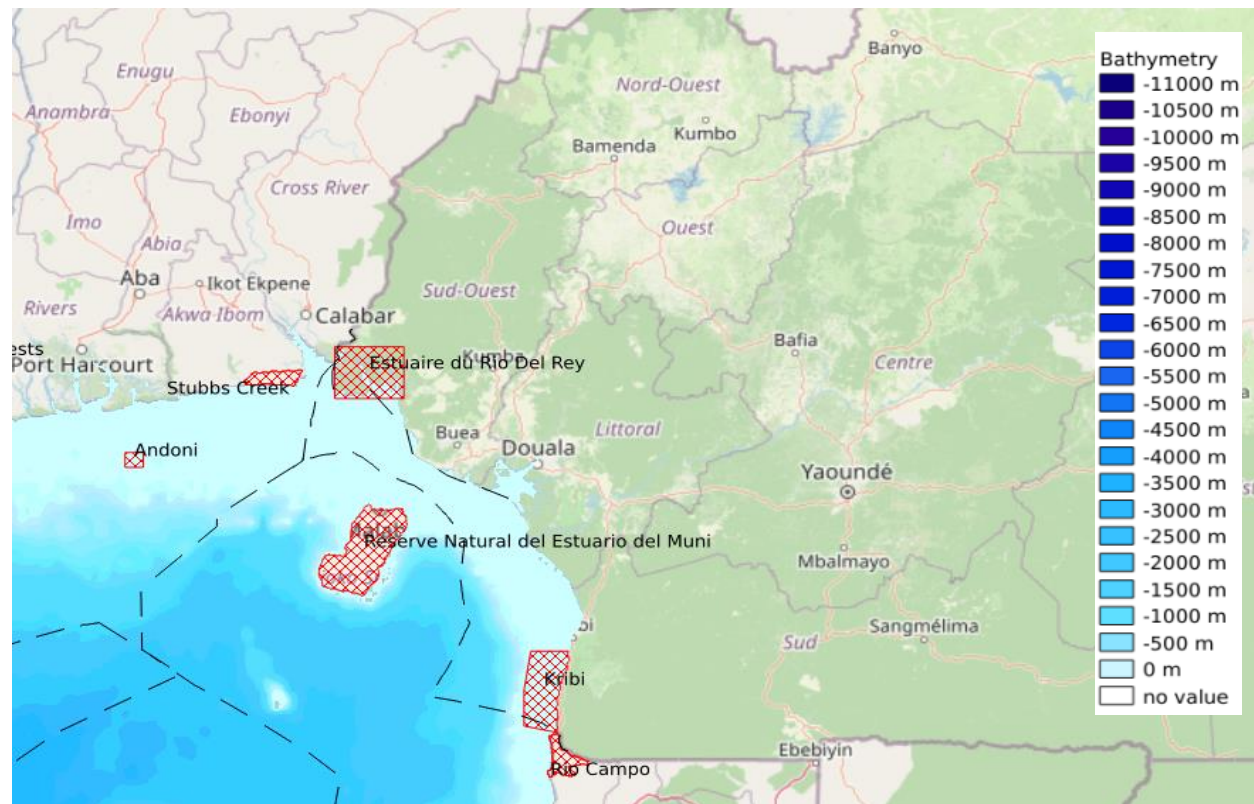 Enugu
Anambra
Ebonyi
Cross River
Imo
Abia
Aba
Ikot Ekpene
Rivers
Akwa Ibom
Calabar
ests
Port Harcourt
Stubbs Creek
Andoni
Estuaire du Rio Del Rey
Kumba
Sud-Ouest
Nord-Ouest
Banyo
Kumbo
Bamenda
Ouest
Bafia
Centre
Buea
Douala
Littoral
Yaoundé
Reserve Natural del Estuario del Muni
Mbalmayo
Sud
Sangmélima
bi
Kribi
Rio Campo
Ebebiyin
Bathymetry
-11000 m
-10500 m
-10000 m
-9500 m
-9000 m
-8500 m
-8000 m
-7500 m
-7000 m
-6500 m
-6000 m
-5500 m
-5000 m
-4500 m
-4000 m
-3500 m
-3000 m
-2500 m
-2000 m
-1500 m
-1000 m
-500 m
0 m
no value